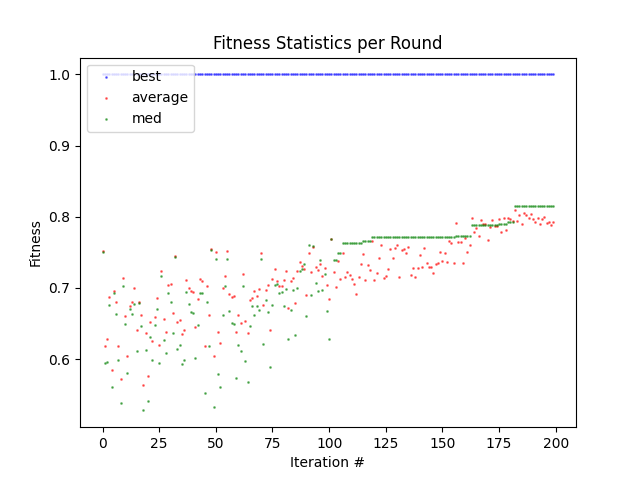 Fitness Statistics per Round
best
average
med
Fitness
1.0
0.9
0.8
0.7
0.6
0 25 50 75 100 125 150 175 200
Iteration #